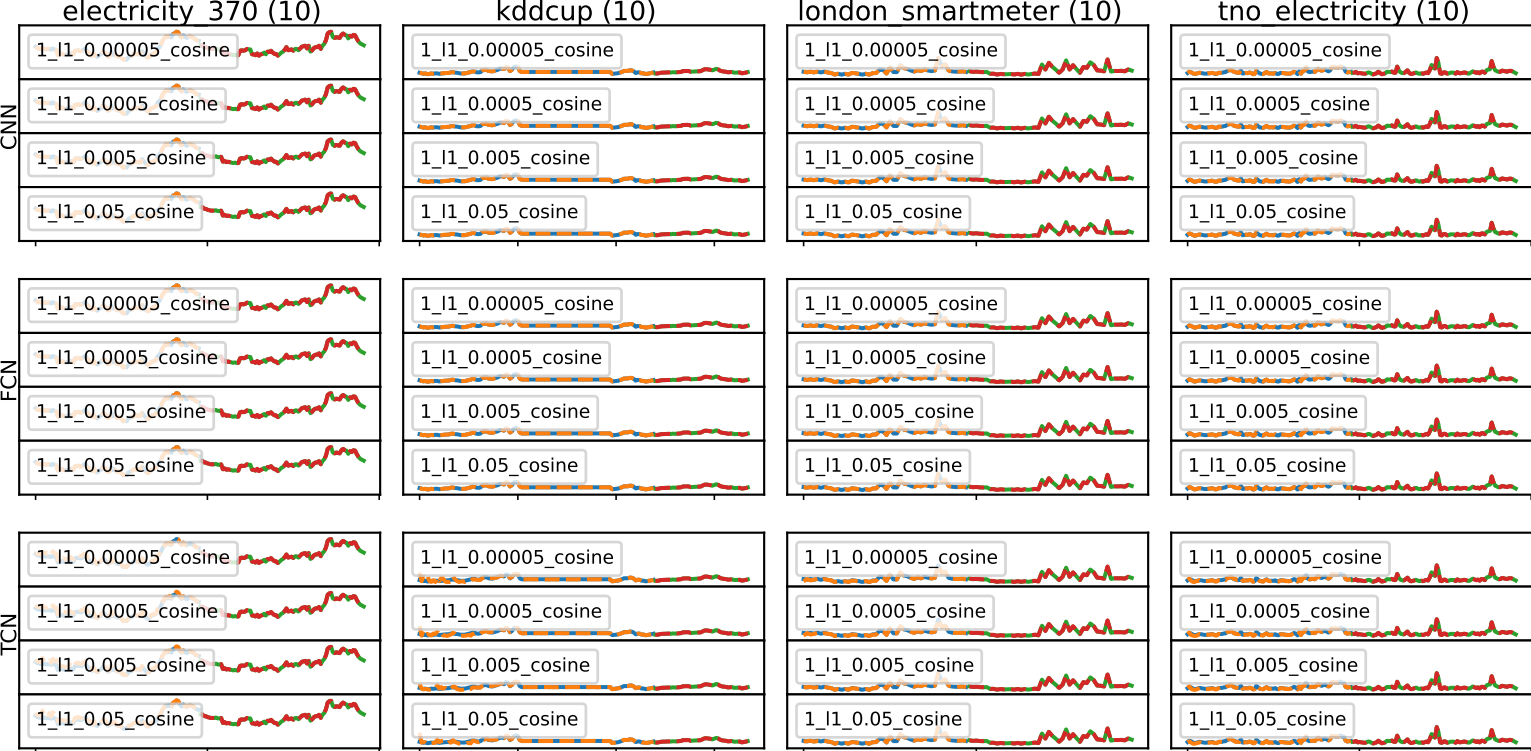 electricity_370 (10) kddcup (10) london_smartmeter (10) tno_electricity (10)
CNN
1_l1_0.00005_cosine 1_l1_0.00005_cosine 1_l1_0.00005_cosine 1_l1_0.00005_cosine
1_l1_0.0005_cosine 1_l1_0.0005_cosine 1_l1_0.0005_cosine 1_l1_0.0005_cosine
1_l1_0.005_cosine 1_l1_0.005_cosine 1_l1_0.005_cosine 1_l1_0.005_cosine
1_l1_0.05_cosine 1_l1_0.05_cosine 1_l1_0.05_cosine 1_l1_0.05_cosine
FCN
1_l1_0.00005_cosine 1_l1_0.00005_cosine 1_l1_0.00005_cosine 1_l1_0.00005_cosine
1_l1_0.0005_cosine 1_l1_0.0005_cosine 1_l1_0.0005_cosine 1_l1_0.0005_cosine
1_l1_0.005_cosine 1_l1_0.005_cosine 1_l1_0.005_cosine 1_l1_0.005_cosine
1_l1_0.05_cosine 1_l1_0.05_cosine 1_l1_0.05_cosine 1_l1_0.05_cosine
TCN
1_l1_0.00005_cosine 1_l1_0.00005_cosine 1_l1_0.00005_cosine 1_l1_0.00005_cosine
1_l1_0.0005_cosine 1_l1_0.0005_cosine 1_l1_0.0005_cosine 1_l1_0.0005_cosine
1_l1_0.005_cosine 1_l1_0.005_cosine 1_l1_0.005_cosine 1_l1_0.005_cosine
1_l1_0.05_cosine 1_l1_0.05_cosine 1_l1_0.05_cosine 1_l1_0.05_cosine